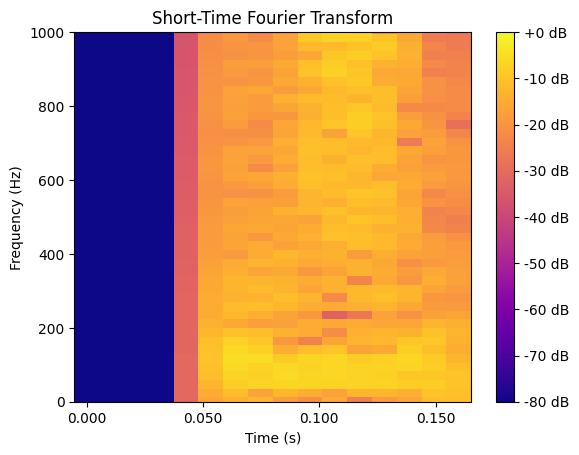 Short-Time Fourier Transform
Frequency (Hz)
1000
800
600
400
200
0
0.000
0.050
0.100
0.150
Time (s)
+0 dB
-10 dB
-20 dB
-30 dB
-40 dB
-50 dB
-60 dB
-70 dB
-80 dB